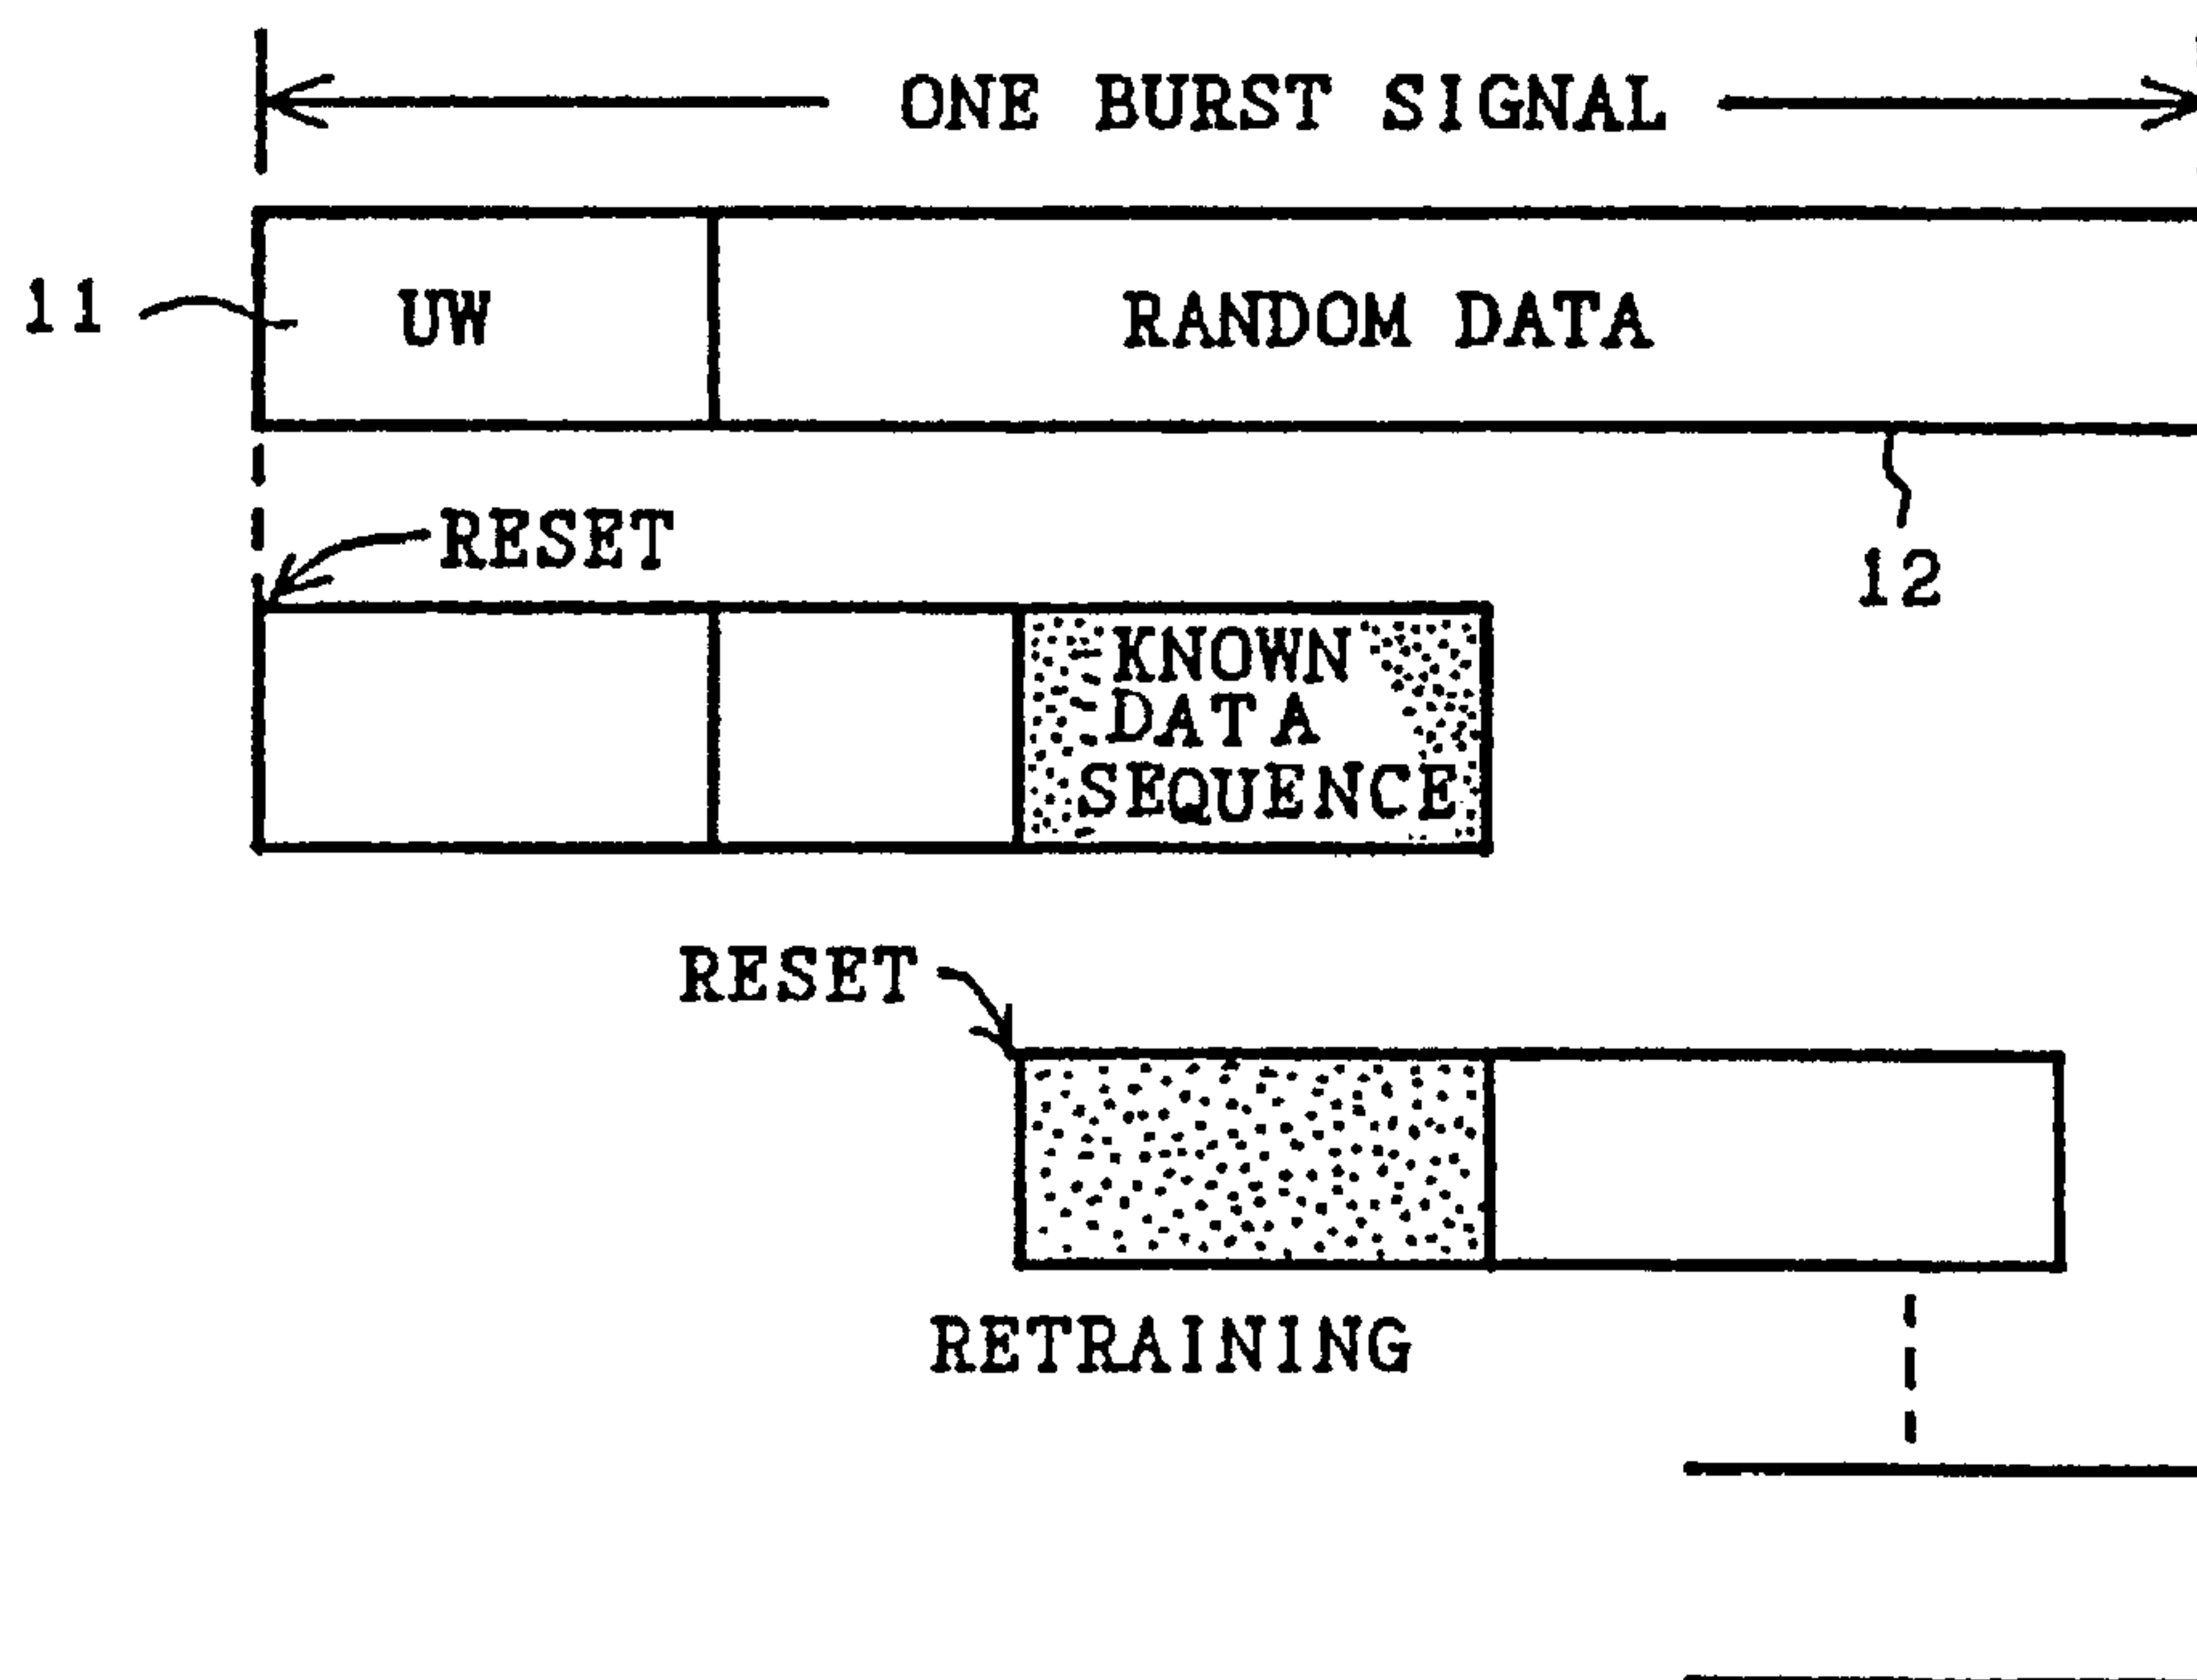 ONE BURST SIGNAL
11
UW
RANDOM DATA
RESET
12
KNOWN
DATA
SEQUENCE
RESET
RETRAINING